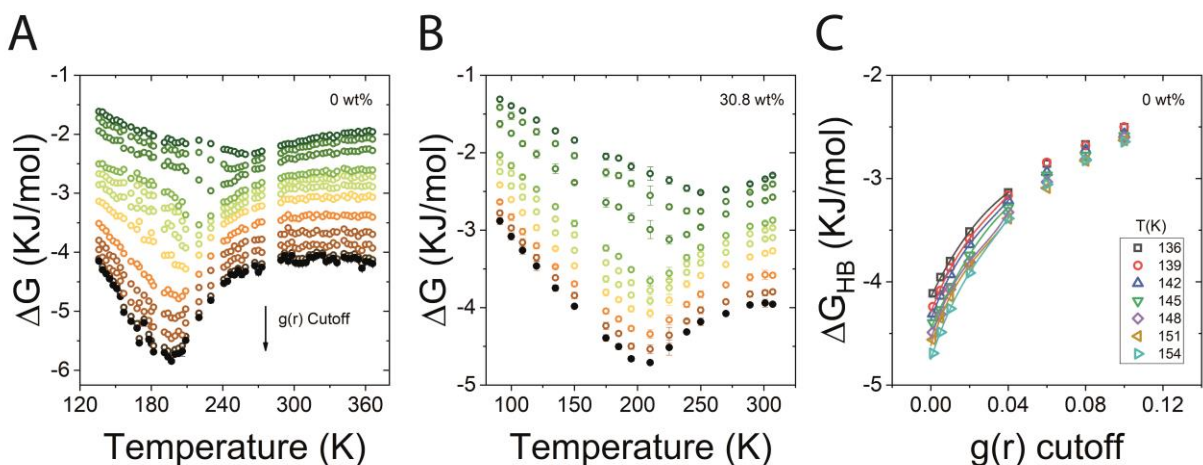 A
ΔG (KJ/mol)
-1
-2
-3
-4
-5
-6
0 wt%
g(r) Cutoff
120
180
240
300
360
Temperature (K)
B
ΔG (KJ/mol)
-1
-2
-3
-4
-5
30.8 wt%
100
150
200
250
300
Temperature (K)
C
ΔG_HB (KJ/mol)
-2
-3
-4
-5
0 wt%
T(K)
136
139
142
145
148
151
154
0.00
0.04
0.08
0.12
g(r) cutoff